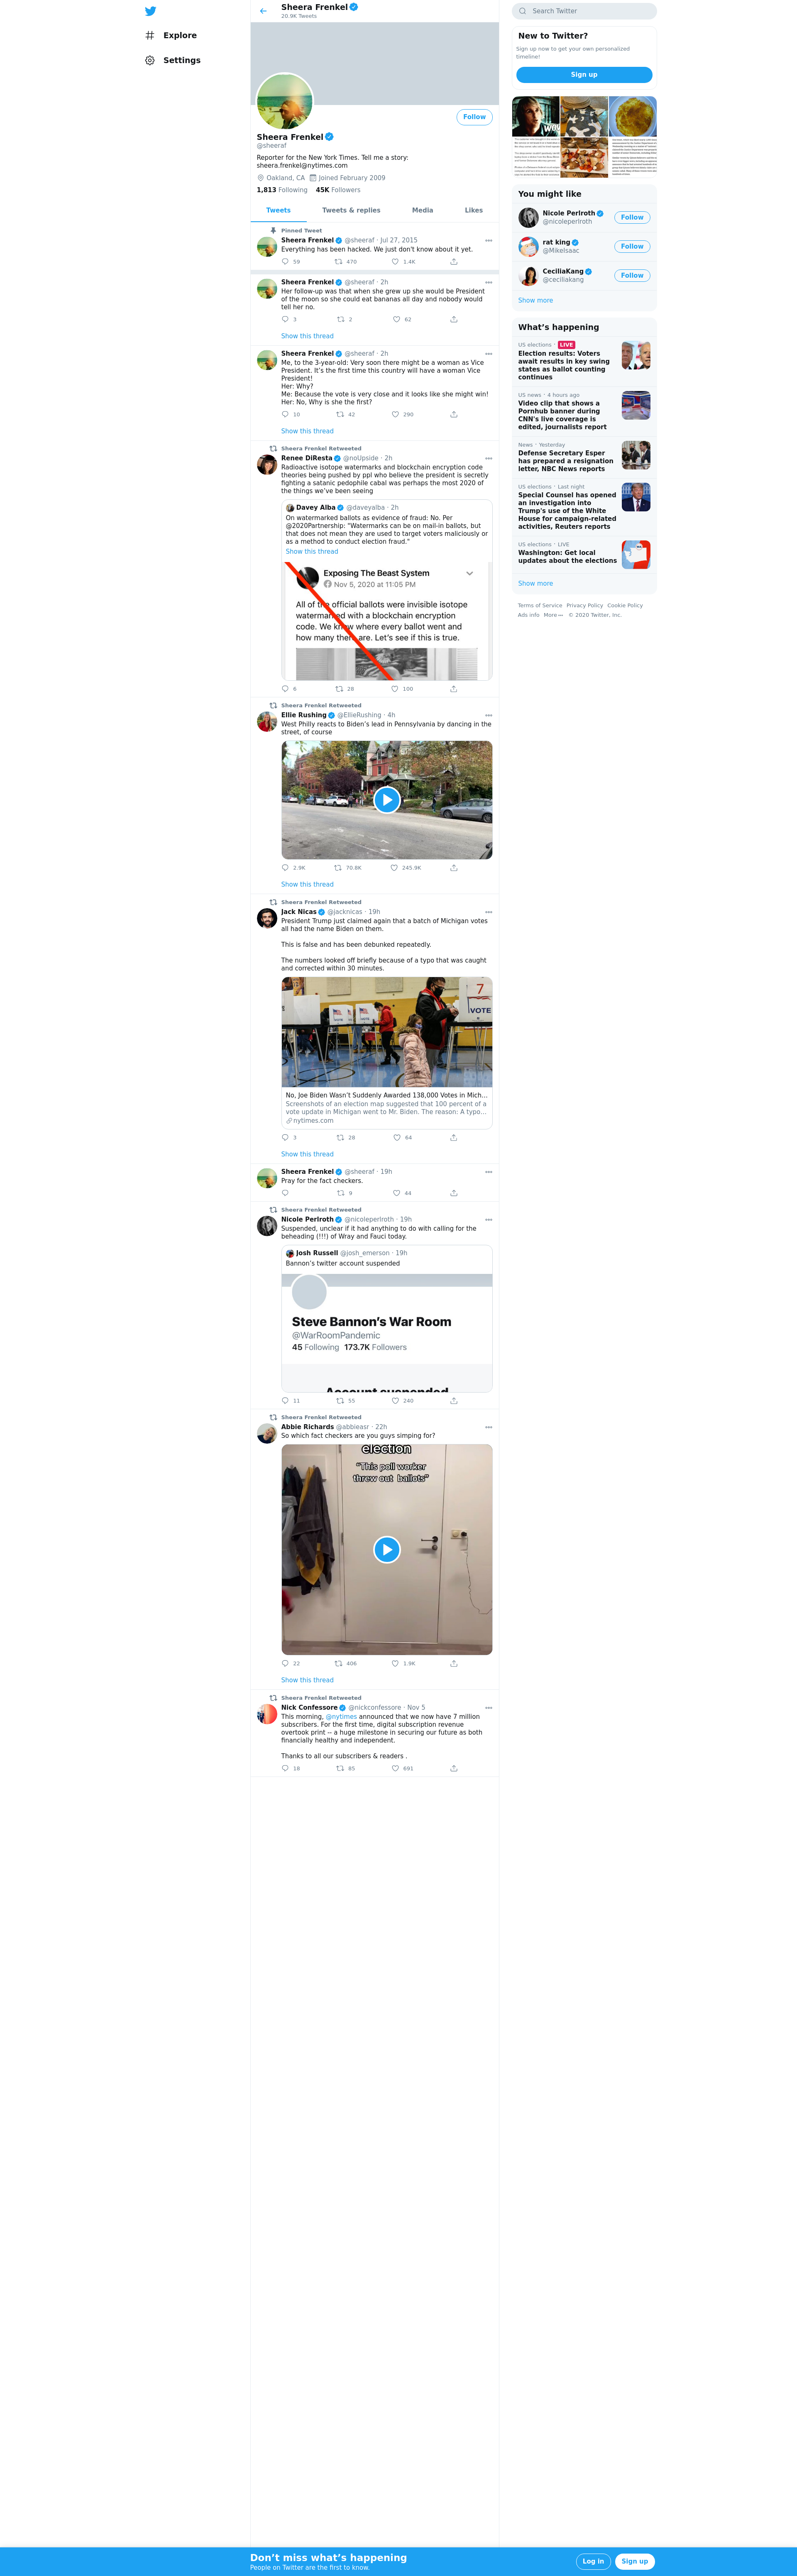 Explore
Settings
Sheera Frenkel
20.9K Tweets
Follow
Sheera Frenkel
@sheeraf
Reporter for the New York Times. Tell me a story:
sheera.frenkel@nytimes.com
Oakland, CA Joined February 2009
1,813 Following 45K Followers
Tweets Tweets & replies Media Likes
Pinned Tweet
Sheera Frenkel @sheeraf · Jul 27, 2015
Everything has been hacked. We just don't know about it yet.
59 470 1.4K
Sheera Frenkel @sheeraf · 2h
Her follow-up was that when she grew up she would be President
of the moon so she could eat bananas all day and nobody would
tell her no.
3 2 62
Show this thread
Sheera Frenkel @sheeraf · 2h
Me, to the 3-year-old: Very soon there might be a woman as Vice
President. It's the first time this country will have a woman Vice
President!
Her: Why?
Me: Because the vote is very close and it looks like she might win!
Her: No, Why is she the first?
10 42 290
Show this thread
Sheera Frenkel Retweeted
Renee DiResta @noUpside · 2h
Radioactive isotope watermarks and blockchain encryption code
theories being pushed by ppl who believe the president is secretly
fighting a satanic pedophile cabal was perhaps the most 2020 of
the things we've been seeing
Davey Alba @daveyalba · 2h
On watermarked ballots as evidence of fraud: No. Per
@2020Partnership: "Watermarks can be on mail-in ballots, but
that does not mean they are used to target voters maliciously or
as a method to conduct election fraud."
Show this thread
Exposing The Beast System
Nov 5, 2020 at 11:05 PM
All of the official ballots were invisible isotope
watermarked with a blockchain encryption
code. We know where every ballot went and
how many there are. Let's see if this is true.
6 28 100
Sheera Frenkel Retweeted
Ellie Rushing @EllieRushing · 4h
West Philly reacts to Biden's lead in Pennsylvania by dancing in the
street, of course
2.9K 70.8K 245.9K
Show this thread
Sheera Frenkel Retweeted
Jack Nicas @jacknicas · 19h
President Trump just claimed again that a batch of Michigan votes
all had the name Biden on them.
This is false and has been debunked repeatedly.
The numbers looked off briefly because of a typo that was caught
and corrected within 30 minutes.
7
VOTE
No, Joe Biden Wasn't Suddenly Awarded 138,000 Votes in Mich...
Screenshots of an election map suggested that 100 percent of a
vote update in Michigan went to Mr. Biden. The reason: A typo...
nytimes.com
3 28 64
Show this thread
Sheera Frenkel @sheeraf · 19h
Pray for the fact checkers.
9 44
Sheera Frenkel Retweeted
Nicole Perlroth @nicoleperlroth · 19h
Suspended, unclear if it had anything to do with calling for the
beheading (!!!) of Wray and Fauci today.
Josh Russell @josh_emerson · 19h
Bannon's twitter account suspended
Steve Bannon's War Room
@WarRoomPandemic
45 Following 173.7K Followers
Account suspended
11 55 240
Sheera Frenkel Retweeted
Abbie Richards @abbieasr · 22h
So which fact checkers are you guys simping for?
election
"This poll worker
threw out ballots"
22 406 1.9K
Show this thread
Sheera Frenkel Retweeted
Nick Confessore @nickconfessore · Nov 5
This morning, @nytimes announced that we now have 7 million
subscribers. For the first time, digital subscription revenue
overtook print -- a huge milestone in securing our future as both
financially healthy and independent.
Thanks to all our subscribers & readers .
18 85 691
Search Twitter
New to Twitter?
Sign up now to get your own personalized
timeline!
Sign up
You might like
Nicole Perlroth
@nicoleperlroth
Follow
rat king
@MikeIsaac
Follow
CeciliaKang
@ceciliakang
Follow
Show more
What's happening
US elections · LIVE
Election results: Voters
await results in key swing
states as ballot counting
continues
US news · 4 hours ago
Video clip that shows a
Pornhub banner during
CNN's live coverage is
edited, journalists report
News · Yesterday
Defense Secretary Esper
has prepared a resignation
letter, NBC News reports
US elections · Last night
Special Counsel has opened
an investigation into
Trump's use of the White
House for campaign-related
activities, Reuters reports
US elections · LIVE
Washington: Get local
updates about the elections
Show more
Terms of Service Privacy Policy Cookie Policy
Ads info More © 2020 Twitter, Inc.
Don't miss what's happening
People on Twitter are the first to know.
Log in
Sign up